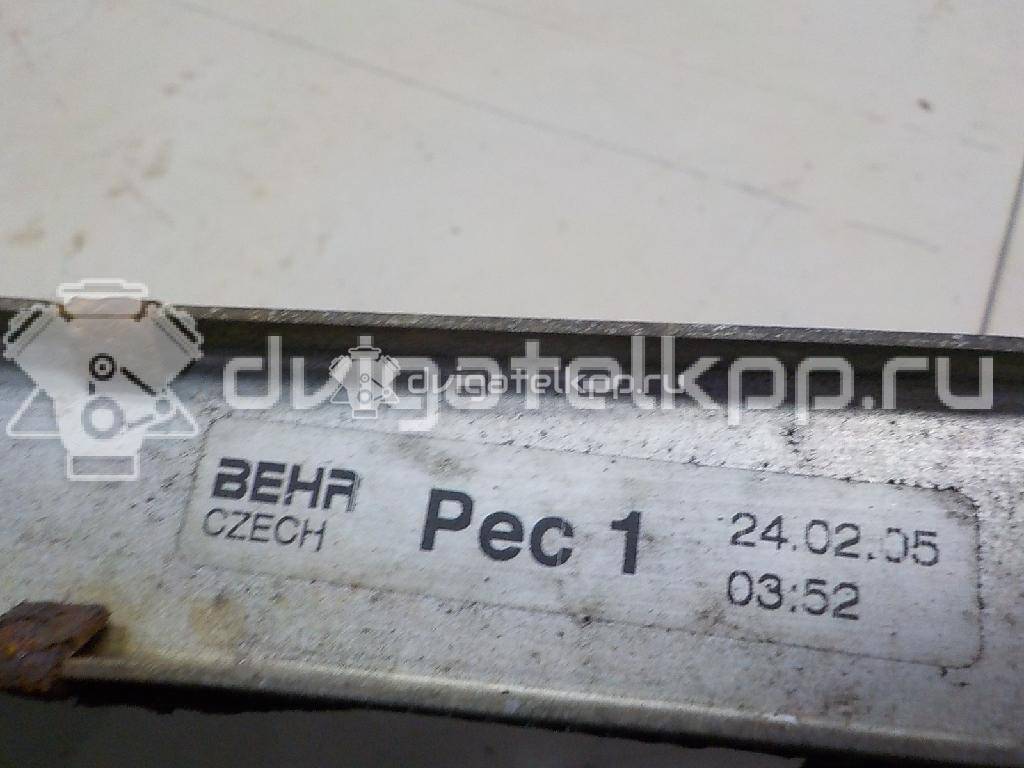 dvigatelkpp.ru
dvigatelkpp.ru
BEHR
CZECH
Pec 1
24.02.05
03:52